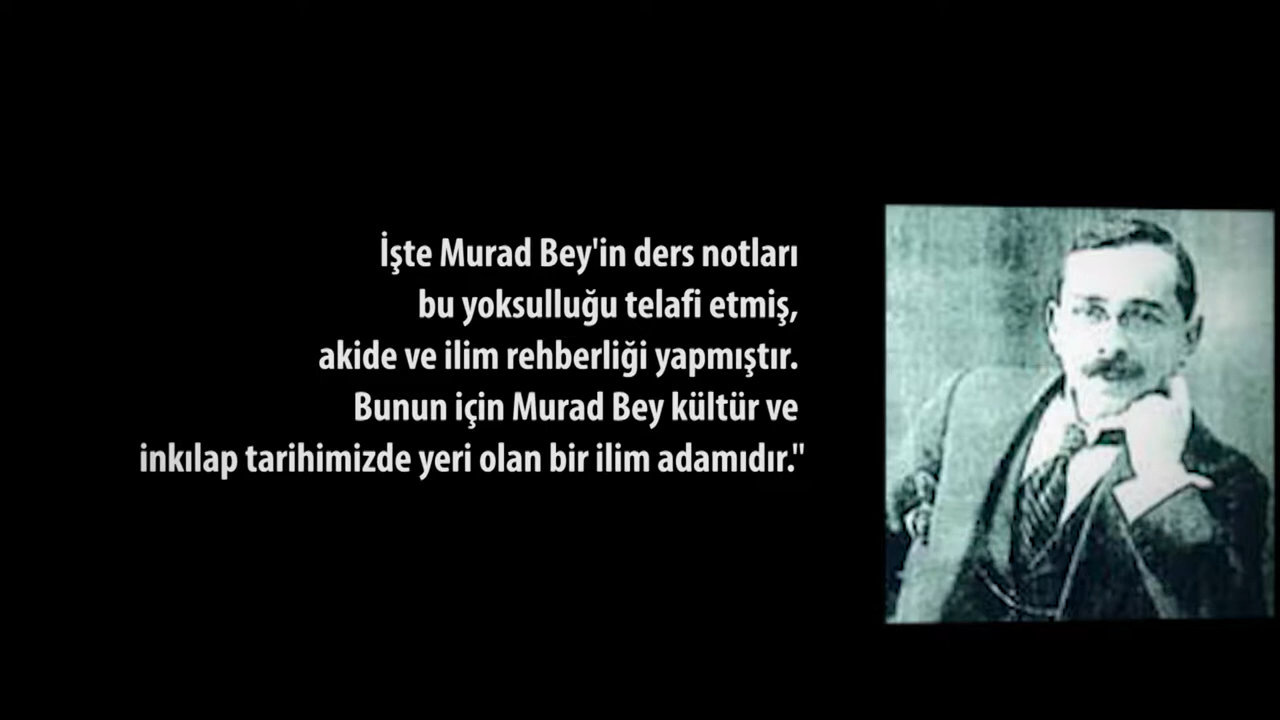 İşte Murad Bey'in ders notları
bu yoksulluğu telafi etmiş,
akide ve ilim rehberliği yapmıştır.
Bunun için Murad Bey kültür ve
inkılap tarihimizde yeri olan bir ilim adamıdır."